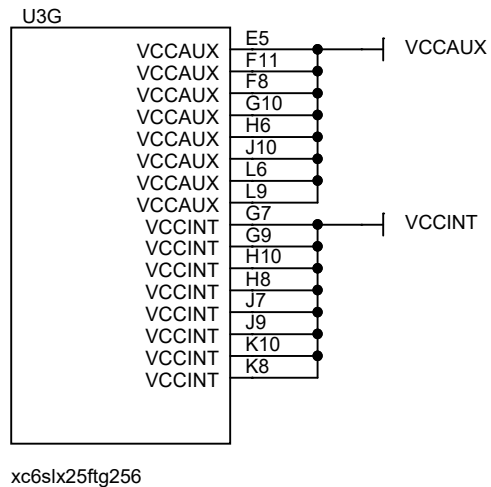 U3G
VCCAUX E5 VCCAUX
VCCAUX F11
VCCAUX F8
VCCAUX G10
VCCAUX H6
VCCAUX J10
VCCAUX L6
VCCAUX L9
VCCINT G7 VCCINT
VCCINT G9
VCCINT H10
VCCINT H8
VCCINT J7
VCCINT J9
VCCINT K10
VCCINT K8
xc6slx25ftg256